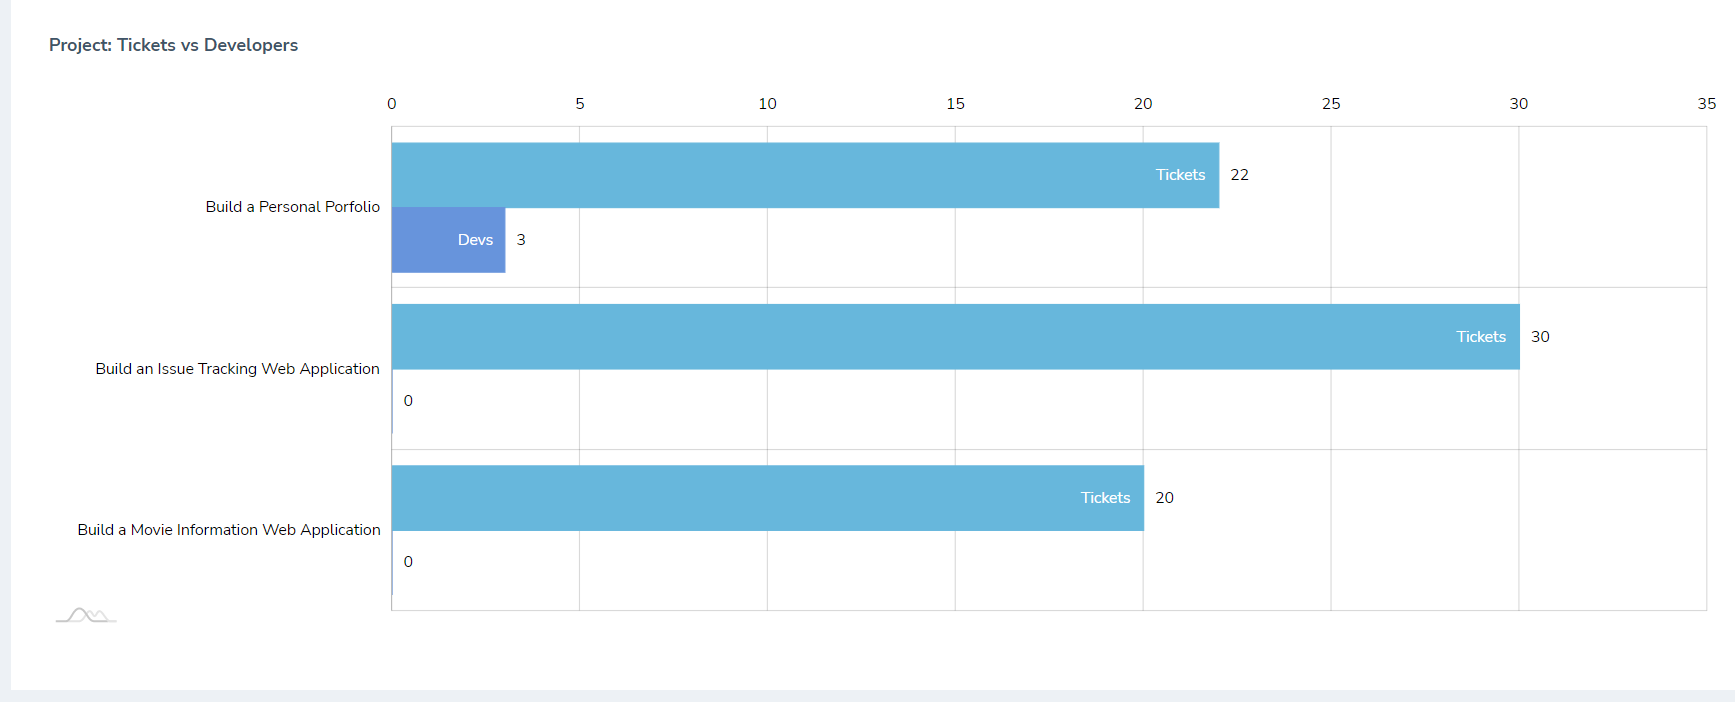 Project: Tickets vs Developers
0 5 10 15 20 25 30 35
Build a Personal Porfolio
Tickets 22
Devs 3
Build an Issue Tracking Web Application
Tickets 30
0
Build a Movie Information Web Application
Tickets 20
0